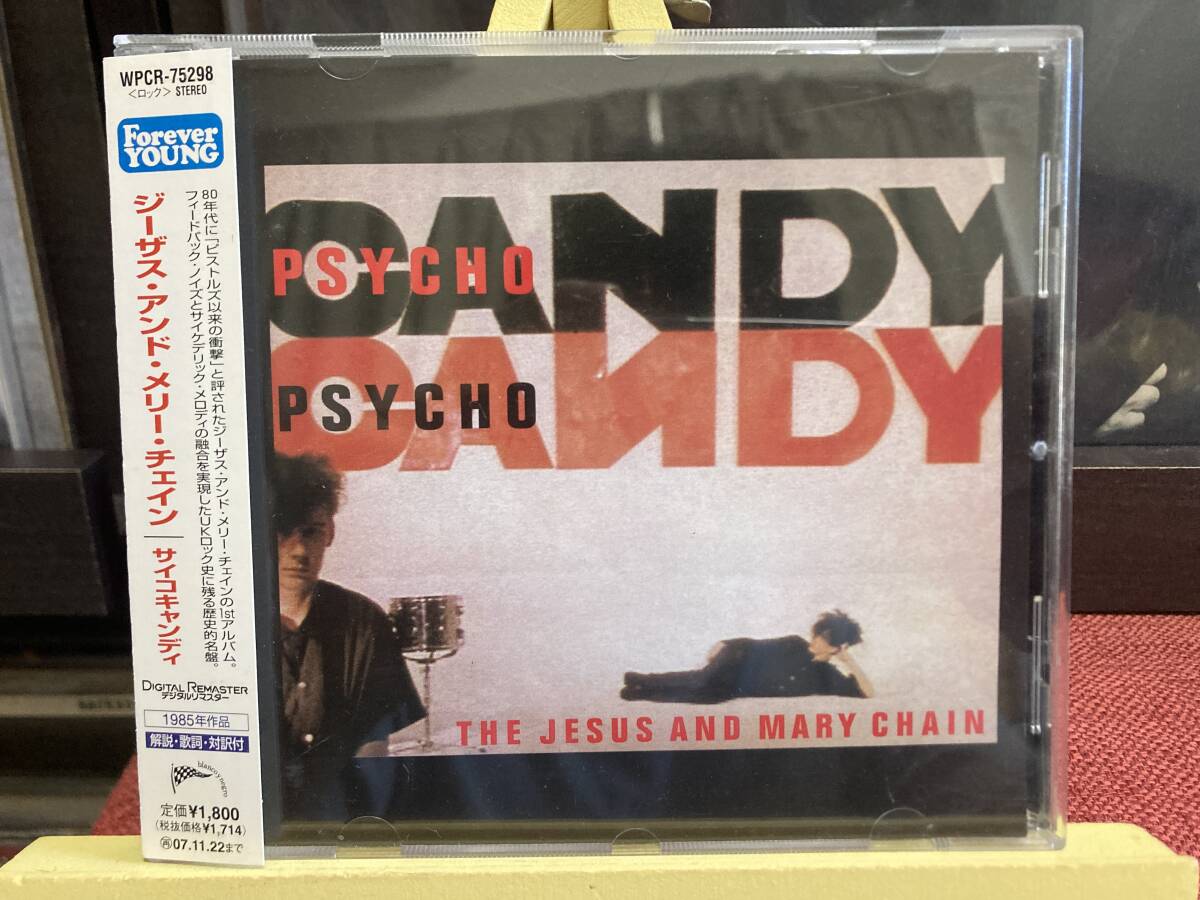 WPCR-75298
〈ロック〉 STEREO
Forever
YOUNG
80年代に「ピストルズ以来の衝撃」と評されたジーザス・アンド・メリー・チェインの1stアルバム。
フィードバック・ノイズとサイケデリック・メロディの融合を実現したUKロック史に残る歴史的名盤。
ジーザス・アンド・メリー・チェイン｜サイコキャンディ
DIGITAL REMASTER
デジタルリマスター
1985年作品
解説・歌詞・対訳付
blanco y negro
定価¥1,800
(税抜価格¥1,714)
㊢07.11.22まで
CANDY
PSYCHO
CANDY
PSYCHO
THE JESUS AND MARY CHAIN